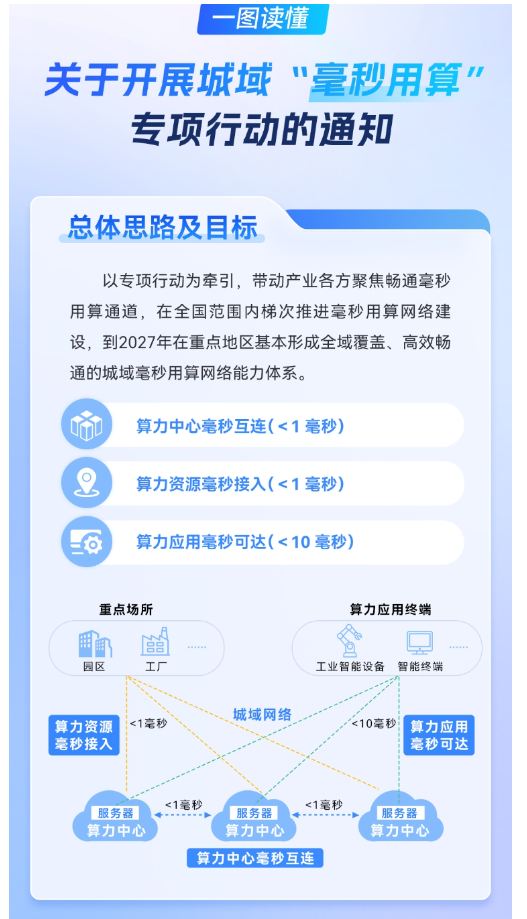 一图读懂
关于开展城域“毫秒用算”
专项行动的通知
总体思路及目标
以专项行动为牵引，带动产业各方聚焦畅通毫秒
用算通道，在全国范围内梯次推进毫秒用算网络建
设，到2027年在重点地区基本形成全域覆盖、高效畅
通的城域毫秒用算网络能力体系。
算力中心毫秒互连(＜1毫秒)
算力资源毫秒接入(＜1毫秒)
算力应用毫秒可达(＜10毫秒)
重点场所
算力应用终端
园区
工厂
……
工业智能设备
智能终端
……
算力资源
毫秒接入
<1毫秒
城域网络
<10毫秒
算力应用
毫秒可达
服务器
算力中心
<1毫秒
服务器
算力中心
<1毫秒
服务器
算力中心
算力中心毫秒互连